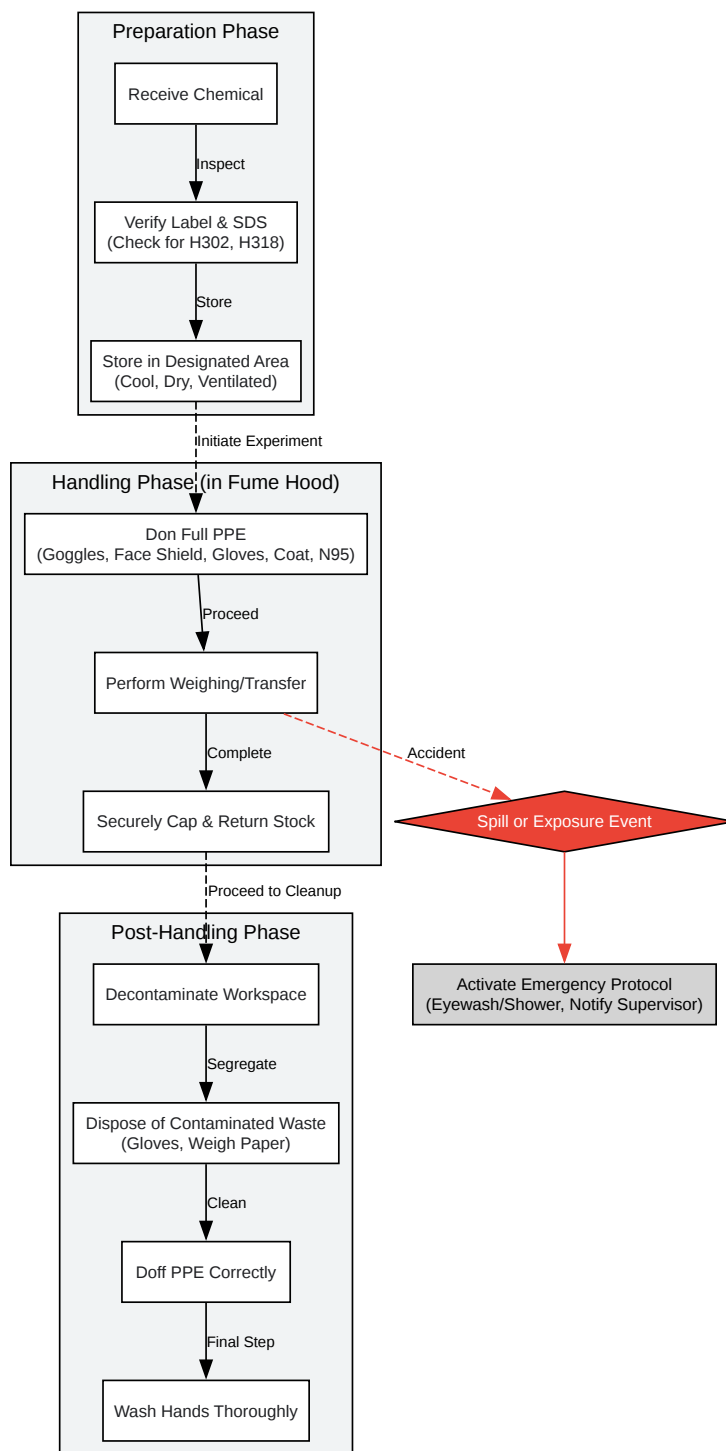 Preparation Phase
Receive Chemical
Inspect
Verify Label & SDS
(Check for H302, H318)
Store
Store in Designated Area
(Cool, Dry, Ventilated)
Initiate Experiment
Handling Phase (in Fume Hood)
Don Full PPE
(Goggles, Face Shield, Gloves, Coat, N95)
Proceed
Perform Weighing/Transfer
Complete
Accident
Securely Cap & Return Stock
Spill or Exposure Event
Proceed to Cleanup
Post-Handling Phase
Decontaminate Workspace
Activate Emergency Protocol
(Eyewash/Shower, Notify Supervisor)
Segregate
Dispose of Contaminated Waste
(Gloves, Weigh Paper)
Clean
Doff PPE Correctly
Final Step
Wash Hands Thoroughly